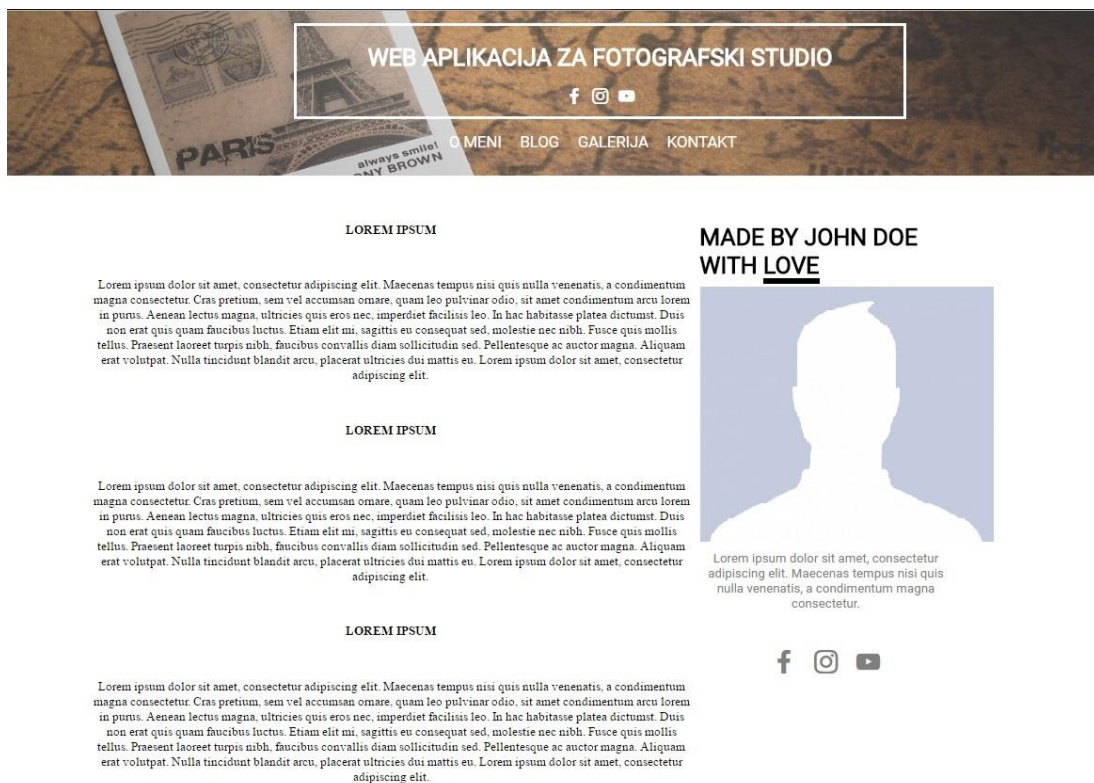 WEB APLIKACIJA ZA FOTOGRAFSKI STUDIO
PARIS
always smile!
NY BROWN
O MENI BLOG GALERIJA KONTAKT
LOREM IPSUM
Lorem ipsum dolor sit amet, consectetur adipiscing elit. Maecenas tempus nisi quis nulla venenatis, a condimentum
magna consectetur. Cras pretium, sem vel accumsan ornare, quam leo pulvinar odio, sit amet condimentum arcu lorem
in purus. Aenean lectus magna, ultricies quis eros nec, imperdiet facilisis leo. In hac habitasse platea dictumst. Duis
non erat quis quam faucibus luctus. Etiam elit mi, sagittis eu consequat sed, molestie nec nibh. Fusce quis mollis
tellus. Praesent laoreet turpis nibh, faucibus convallis diam sollicitudin sed. Pellentesque ac auctor magna. Aliquam
erat volutpat. Nulla tincidunt blandit arcu, placerat ultricies dui mattis eu. Lorem ipsum dolor sit amet, consectetur
adipiscing elit.
LOREM IPSUM
Lorem ipsum dolor sit amet, consectetur adipiscing elit. Maecenas tempus nisi quis nulla venenatis, a condimentum
magna consectetur. Cras pretium, sem vel accumsan ornare, quam leo pulvinar odio, sit amet condimentum arcu lorem
in purus. Aenean lectus magna, ultricies quis eros nec, imperdiet facilisis leo. In hac habitasse platea dictumst. Duis
non erat quis quam faucibus luctus. Etiam elit mi, sagittis eu consequat sed, molestie nec nibh. Fusce quis mollis
tellus. Praesent laoreet turpis nibh, faucibus convallis diam sollicitudin sed. Pellentesque ac auctor magna. Aliquam
erat volutpat. Nulla tincidunt blandit arcu, placerat ultricies dui mattis eu. Lorem ipsum dolor sit amet, consectetur
adipiscing elit.
LOREM IPSUM
Lorem ipsum dolor sit amet, consectetur adipiscing elit. Maecenas tempus nisi quis nulla venenatis, a condimentum
magna consectetur. Cras pretium, sem vel accumsan ornare, quam leo pulvinar odio, sit amet condimentum arcu lorem
in purus. Aenean lectus magna, ultricies quis eros nec, imperdiet facilisis leo. In hac habitasse platea dictumst. Duis
non erat quis quam faucibus luctus. Etiam elit mi, sagittis eu consequat sed, molestie nec nibh. Fusce quis mollis
tellus. Praesent laoreet turpis nibh, faucibus convallis diam sollicitudin sed. Pellentesque ac auctor magna. Aliquam
erat volutpat. Nulla tincidunt blandit arcu, placerat ultricies dui mattis eu. Lorem ipsum dolor sit amet, consectetur
adipiscing elit.
MADE BY JOHN DOE
WITH LOVE
Lorem ipsum dolor sit amet, consectetur
adipiscing elit. Maecenas tempus nisi quis
nulla venenatis, a condimentum magna
consectetur.